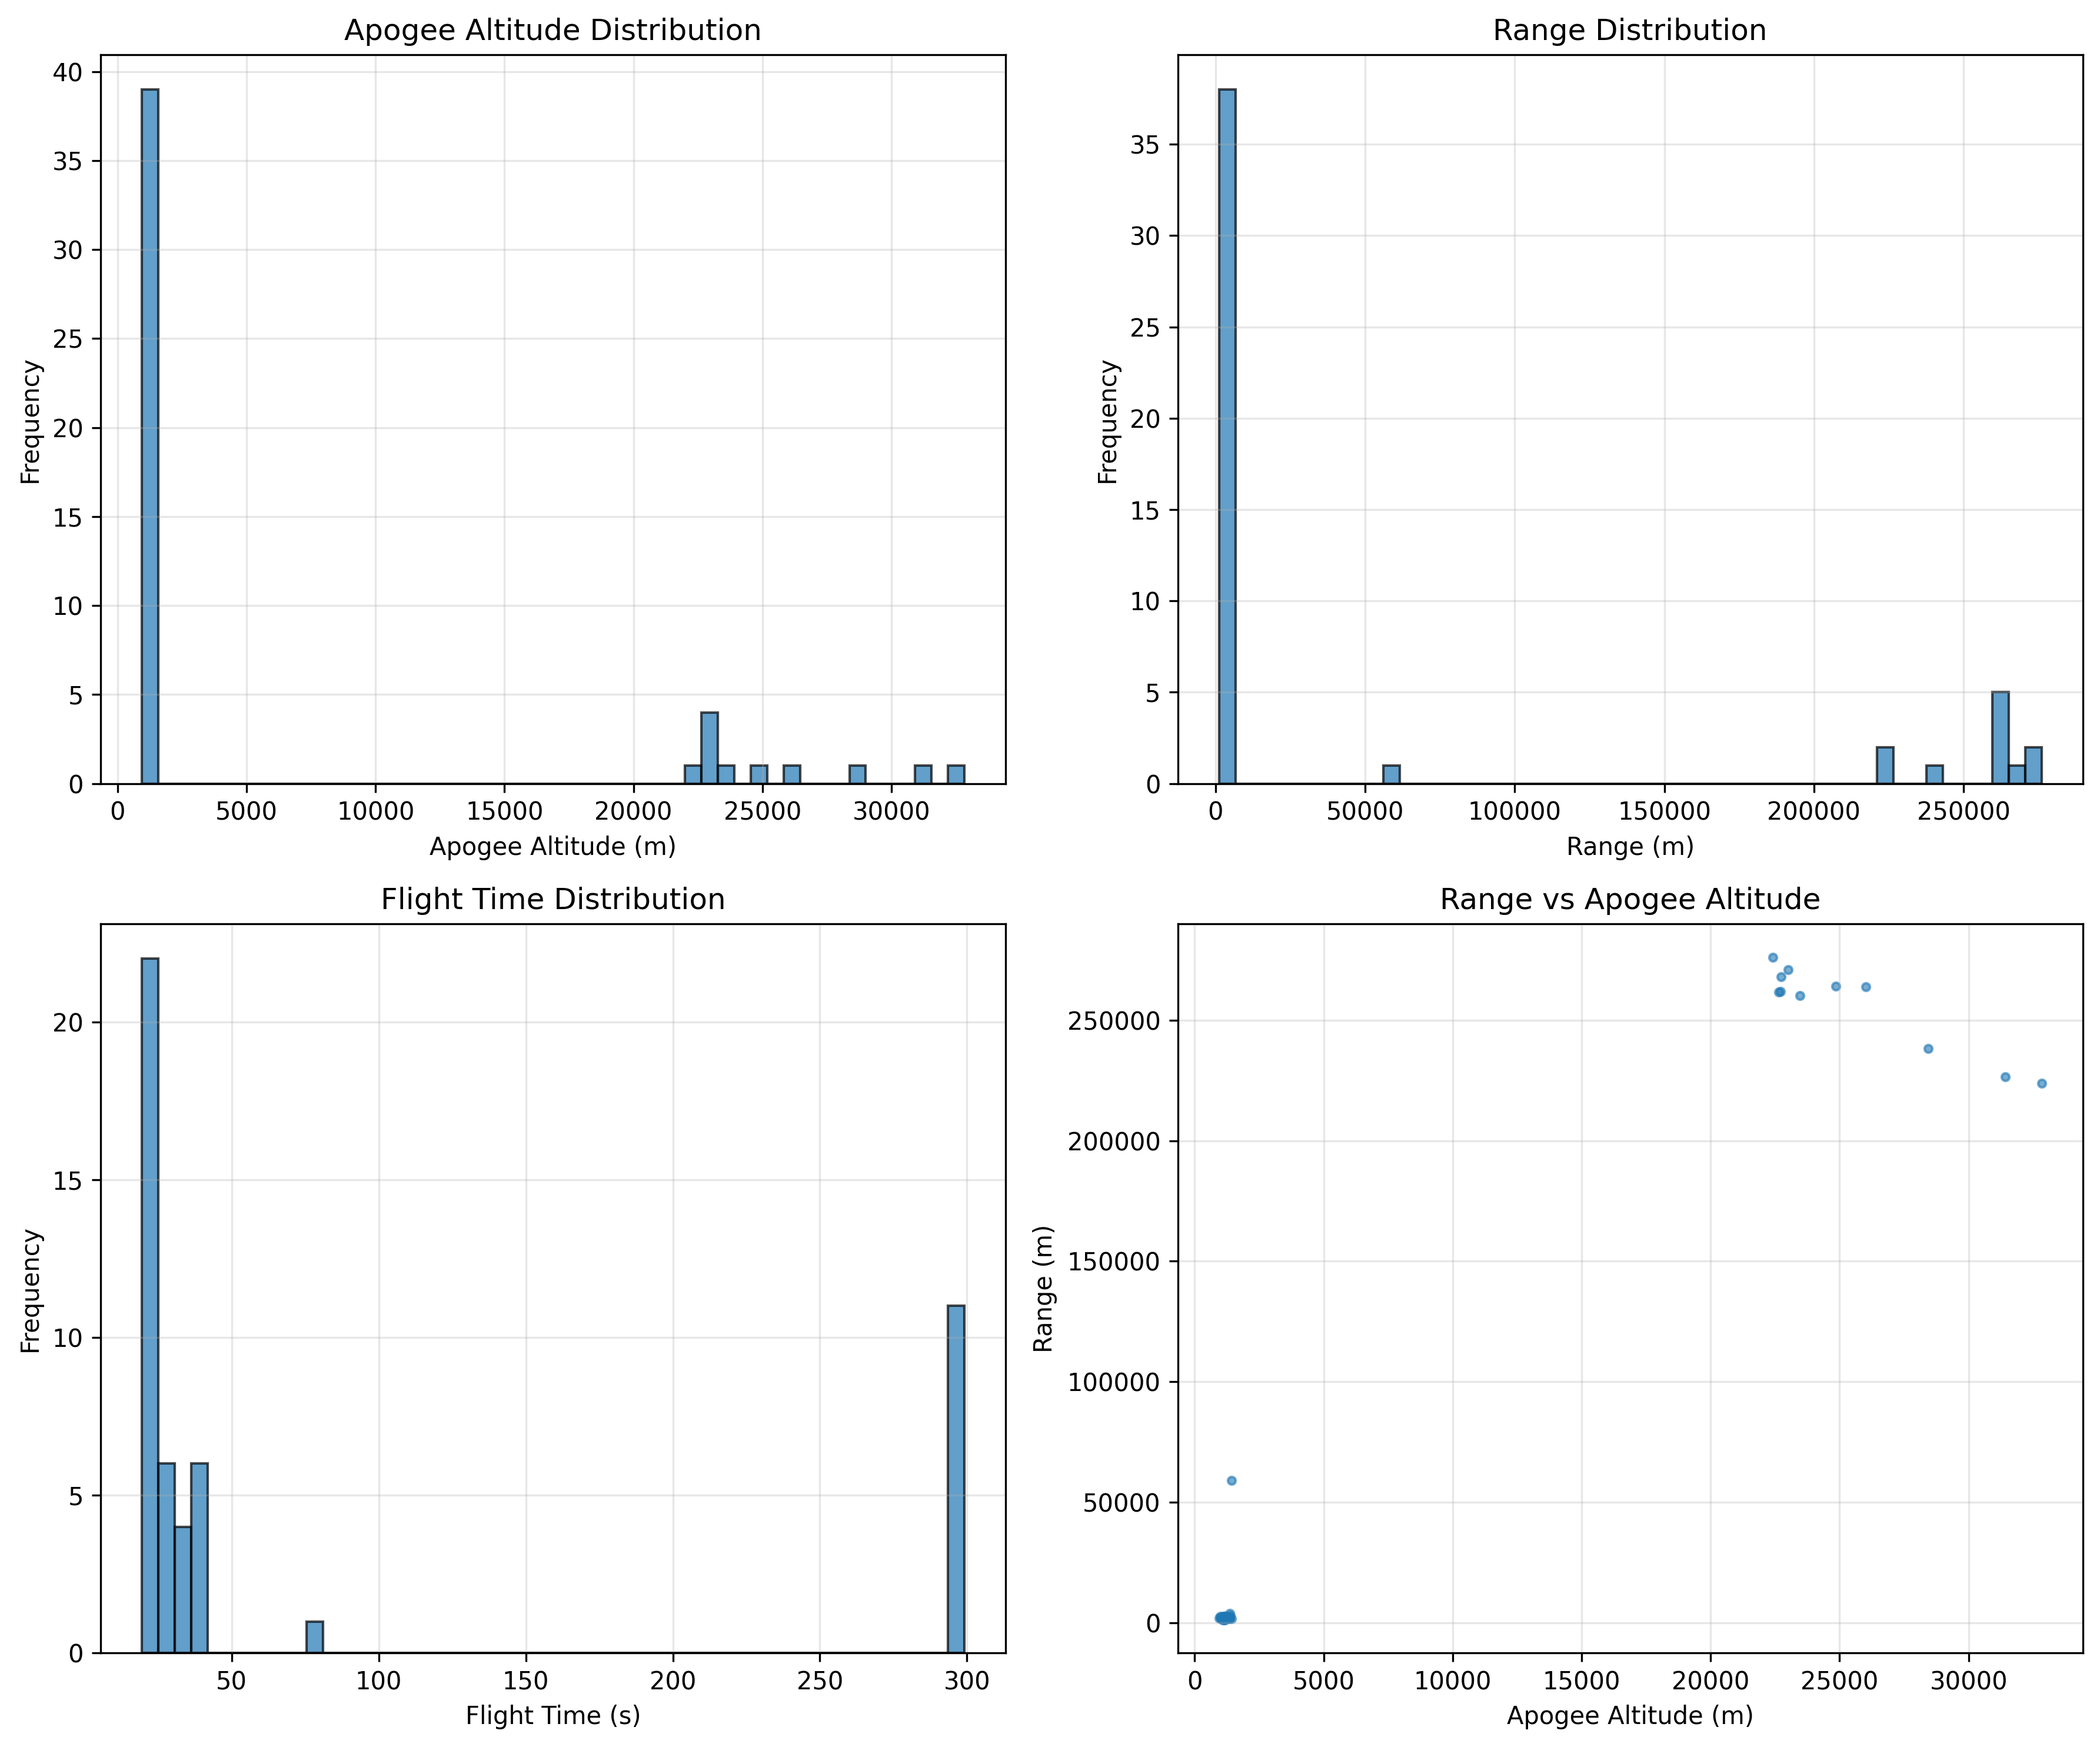 Apogee Altitude Distribution
Frequency
40
35
30
25
20
15
10
5
0
0 5000 10000 15000 20000 25000 30000
Apogee Altitude (m)
Range Distribution
Frequency
35
30
25
20
15
10
5
0
0 50000 100000 150000 200000 250000
Range (m)
Flight Time Distribution
Frequency
20
15
10
5
0
50 100 150 200 250 300
Flight Time (s)
Range vs Apogee Altitude
Range (m)
250000
200000
150000
100000
50000
0
0 5000 10000 15000 20000 25000 30000
Apogee Altitude (m)